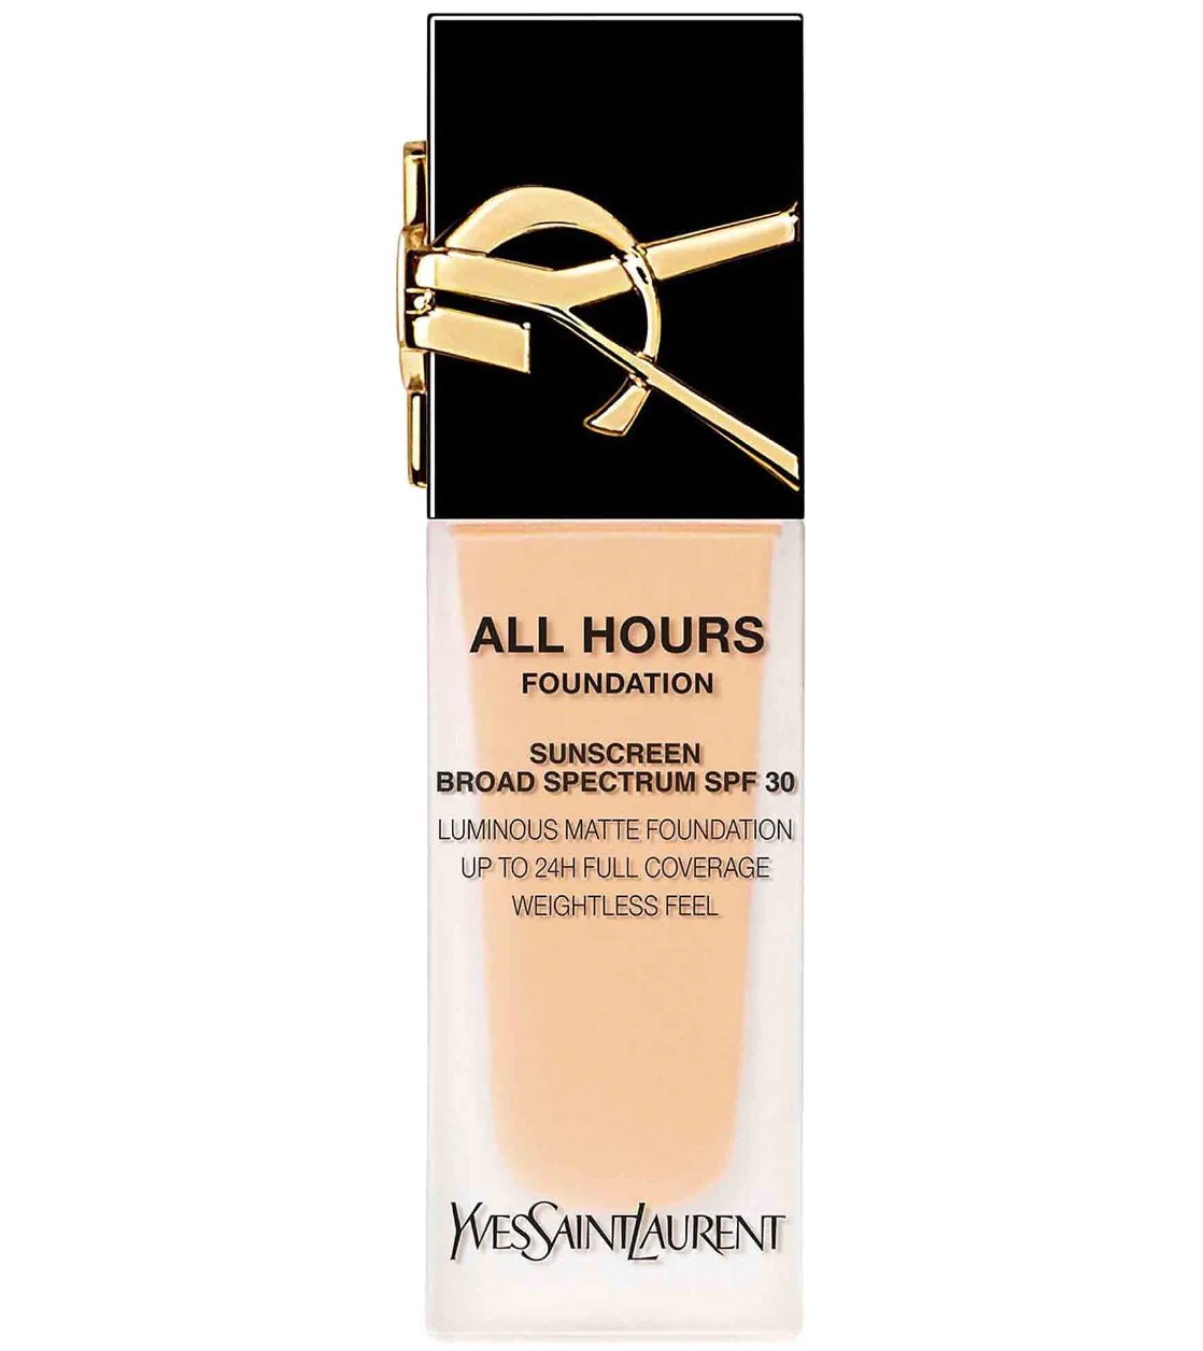 ALL HOURS
FOUNDATION
SUNSCREEN
BROAD SPECTRUM SPF 30
LUMINOUS MATTE FOUNDATION
UP TO 24H FULL COVERAGE
WEIGHTLESS FEEL
YVESSAINTLAURENT